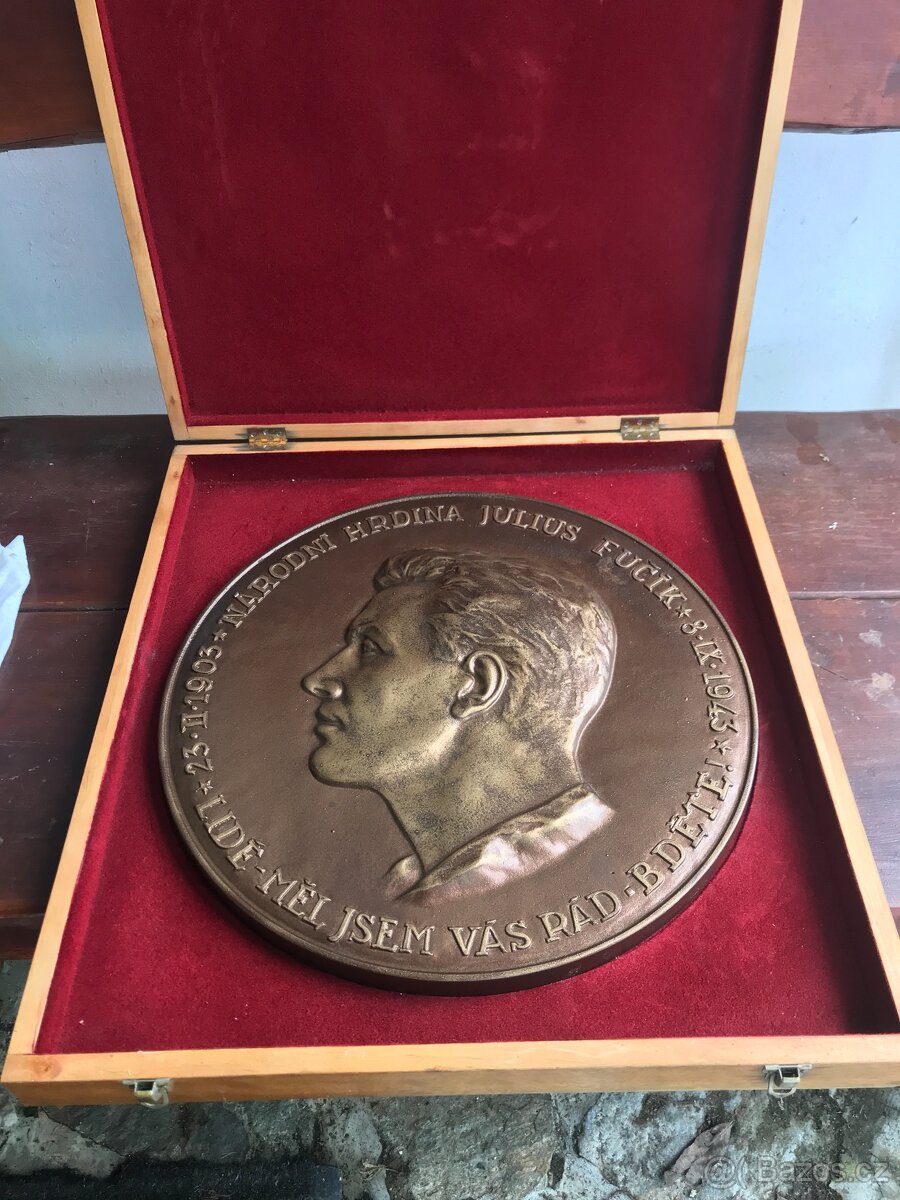 ★ 23·II·1903 ★ NÁRODNÍ HRDINA JULIUS FUČÍK ★ 8·IX·1943 ★
LIDÉ - MĚL JSEM VÁS RÁD - BDĚTE!
@ Bazos.cz